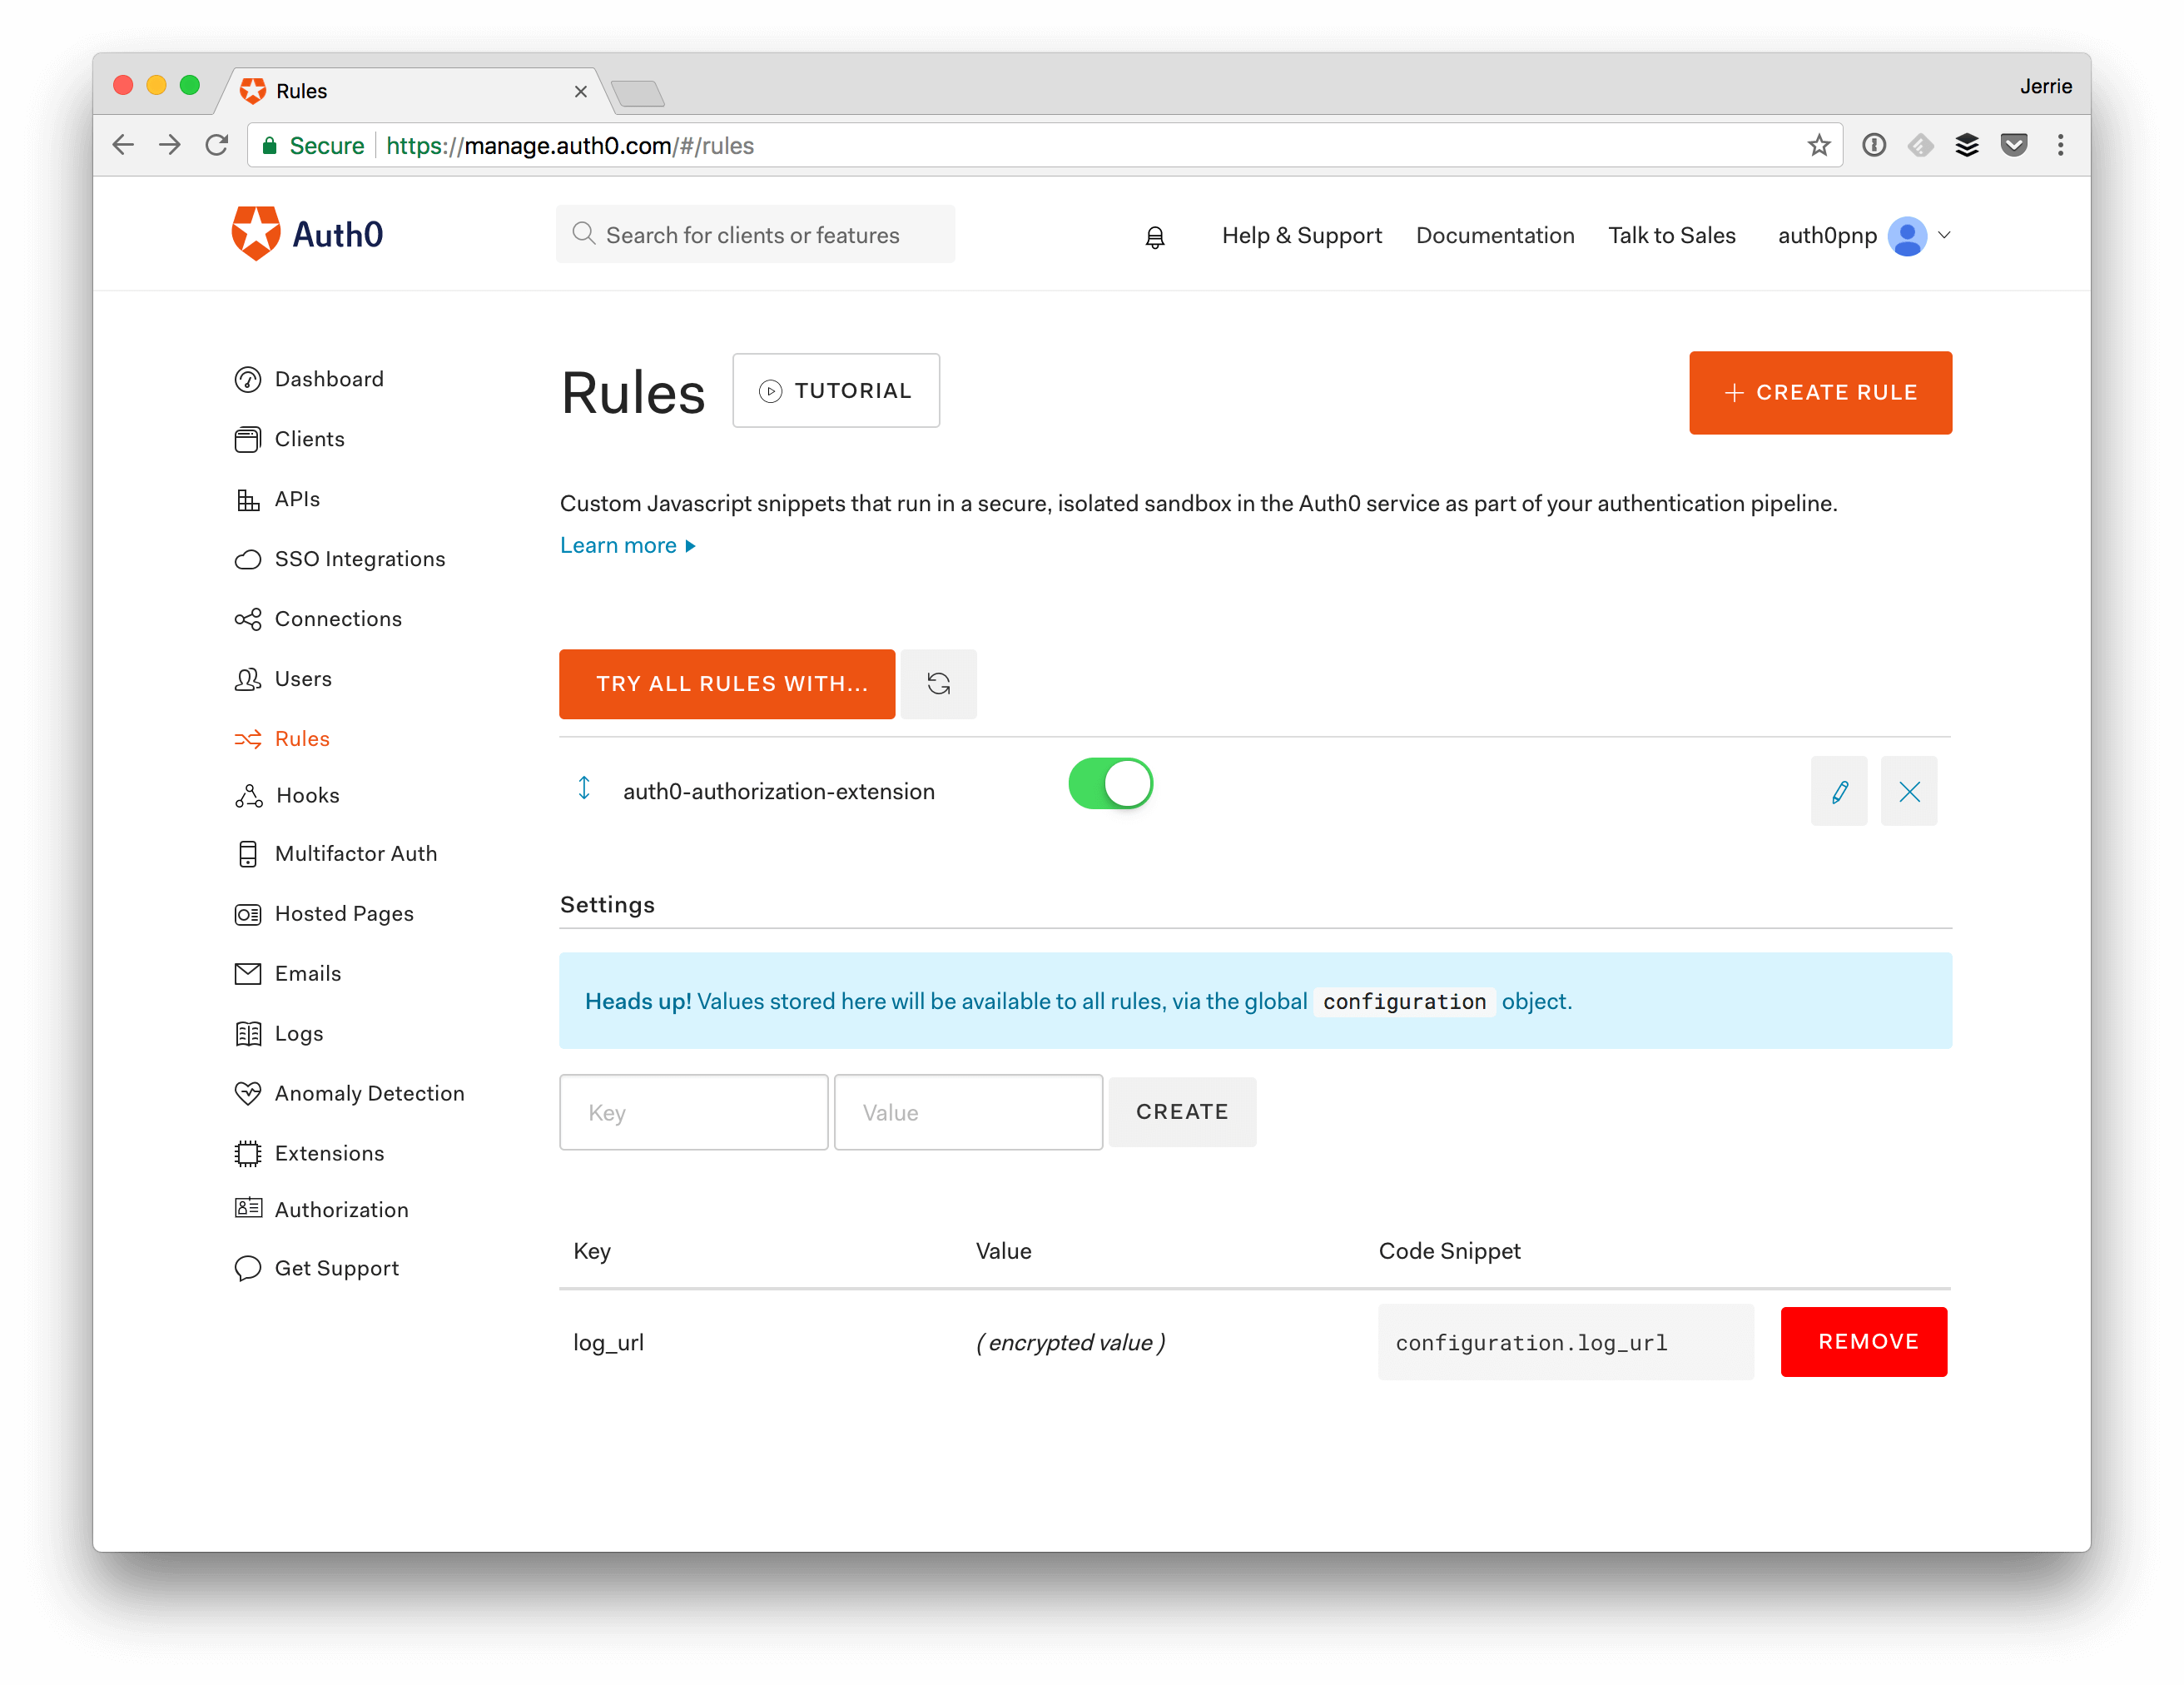 Rules
Jerrie
Secure https://manage.auth0.com/#/rules
Auth0
Search for clients or features
Help & Support
Documentation
Talk to Sales
auth0pnp
Dashboard
Clients
APIs
SSO Integrations
Connections
Users
Rules
Hooks
Multifactor Auth
Hosted Pages
Emails
Logs
Anomaly Detection
Extensions
Authorization
Get Support
Rules
TUTORIAL
CREATE RULE
Custom Javascript snippets that run in a secure, isolated sandbox in the Auth0 service as part of your authentication pipeline.
Learn more
TRY ALL RULES WITH...
auth0-authorization-extension
Settings
Heads up! Values stored here will be available to all rules, via the global configuration object.
Key
Value
CREATE
Key Value Code Snippet
log_url (encrypted value) configuration.log_url REMOVE